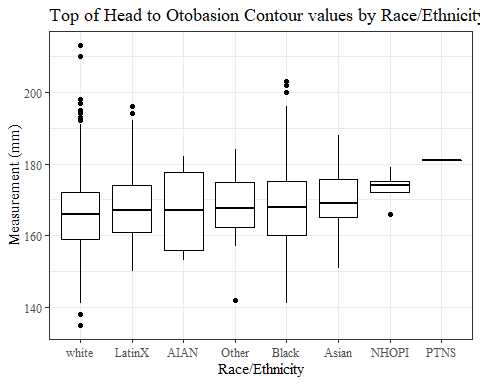 Top of Head to Otobasion Contour values by Race/Ethnicity
Measurement (mm)
200
180
160
140
white LatinX AIAN Other Black Asian NHOPI PTNS
Race/Ethnicity